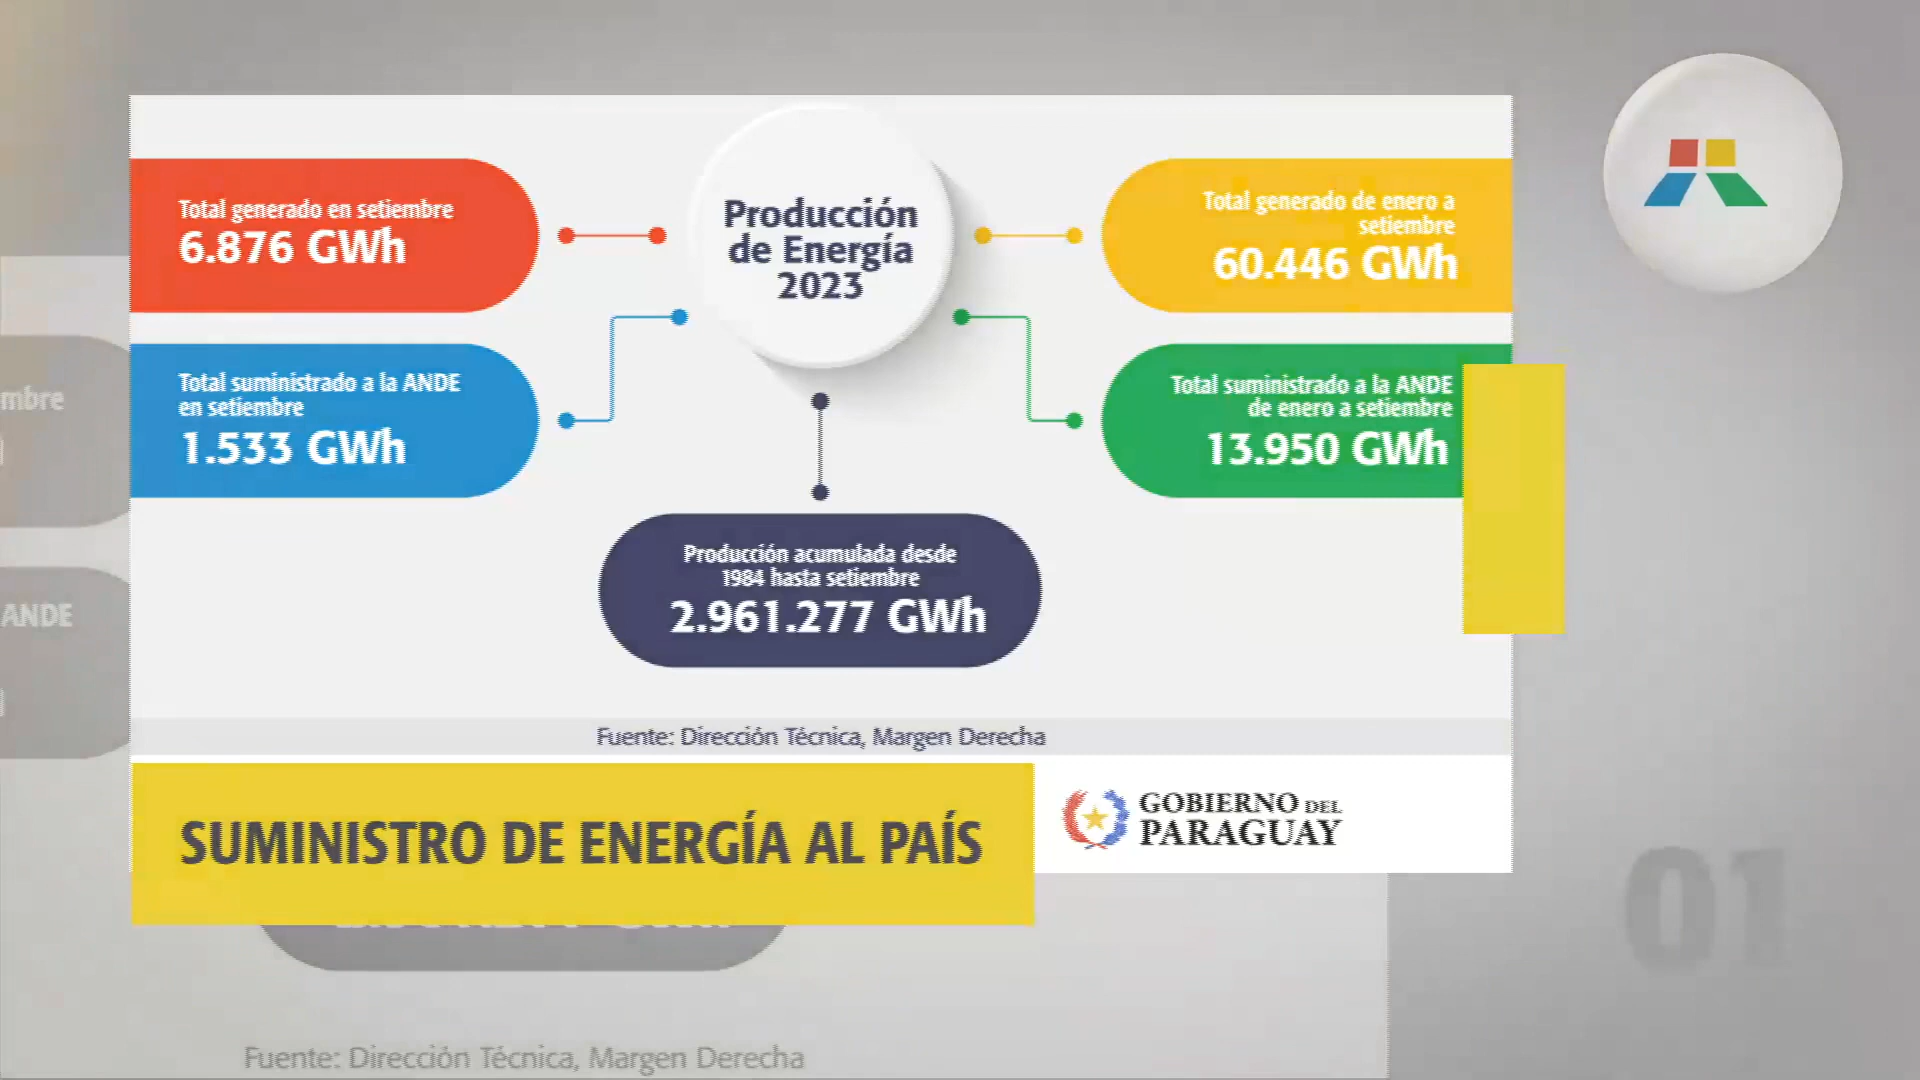 Total generado en setiembre
6.876 GWh
Total suministrado a la ANDE
en setiembre
1.533 GWh
Producción
de Energía
2023
Total generado de enero a
setiembre
60.446 GWh
Total suministrado a la ANDE
de enero a setiembre
13.950 GWh
Producción acumulada desde
1984 hasta setiembre
2.961.277 GWh
Fuente: Dirección Técnica, Margen Derecha
SUMINISTRO DE ENERGÍA AL PAÍS
GOBIERNO DEL
PARAGUAY
mbre
ANDE
01
Fuente: Dirección Técnica, Margen Derecha